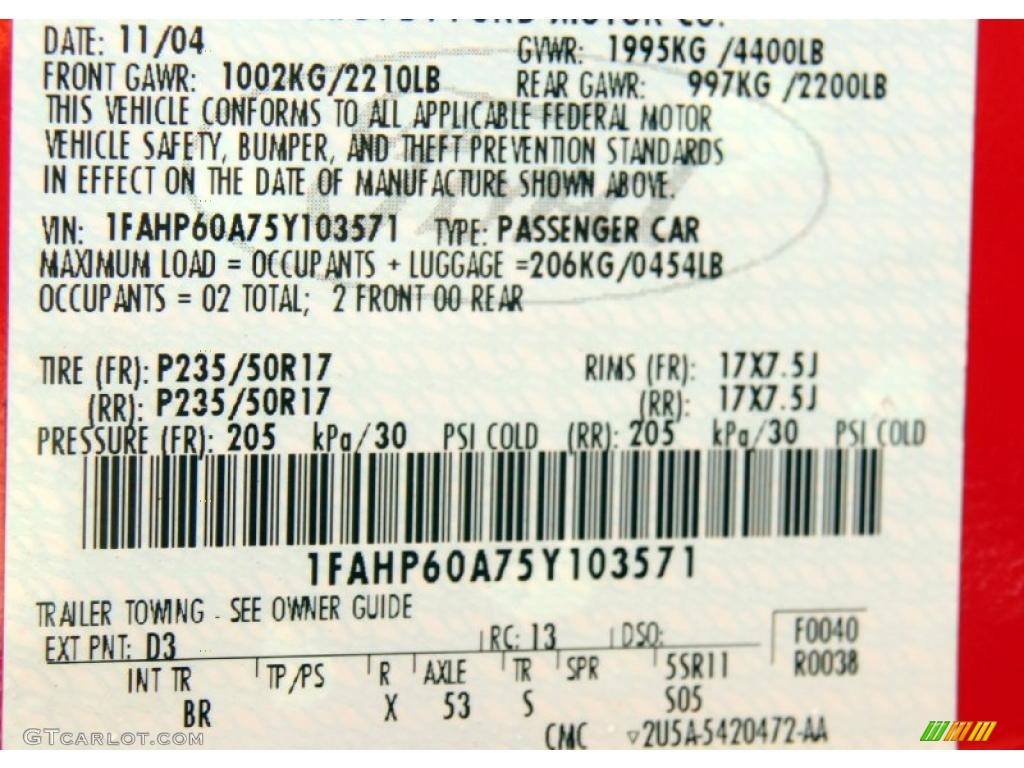 FORD MOTOR CO.
DATE: 11/04 GVWR: 1995KG /4400LB
FRONT GAWR: 1002KG/2210LB REAR GAWR: 997KG /2200LB
THIS VEHICLE CONFORMS TO ALL APPLICABLE FEDERAL MOTOR
VEHICLE SAFETY, BUMPER, AND THEFT PREVENTION STANDARDS
IN EFFECT ON THE DATE OF MANUFACTURE SHOWN ABOVE.
VIN: 1FAHP60A75Y103571 TYPE: PASSENGER CAR
MAXIMUM LOAD = OCCUPANTS + LUGGAGE =206KG/0454LB
OCCUPANTS = 02 TOTAL; 2 FRONT 00 REAR
TIRE (FR): P235/50R17 RIMS (FR): 17X7.5J
(RR): P235/50R17 (RR): 17X7.5J
PRESSURE (FR): 205 kPa/30 PSI COLD (RR): 205 kPa/30 PSI COLD
1FAHP60A75Y103571
TRAILER TOWING - SEE OWNER GUIDE
EXT PNT: D3 RC: 13 DSO: F0040
R0038
INT TR TP/PS R AXLE TR SPR 5SR11
BR X 53 S S05
CMC ▿2U5A-5420472-AA
GTCARLOT.COM